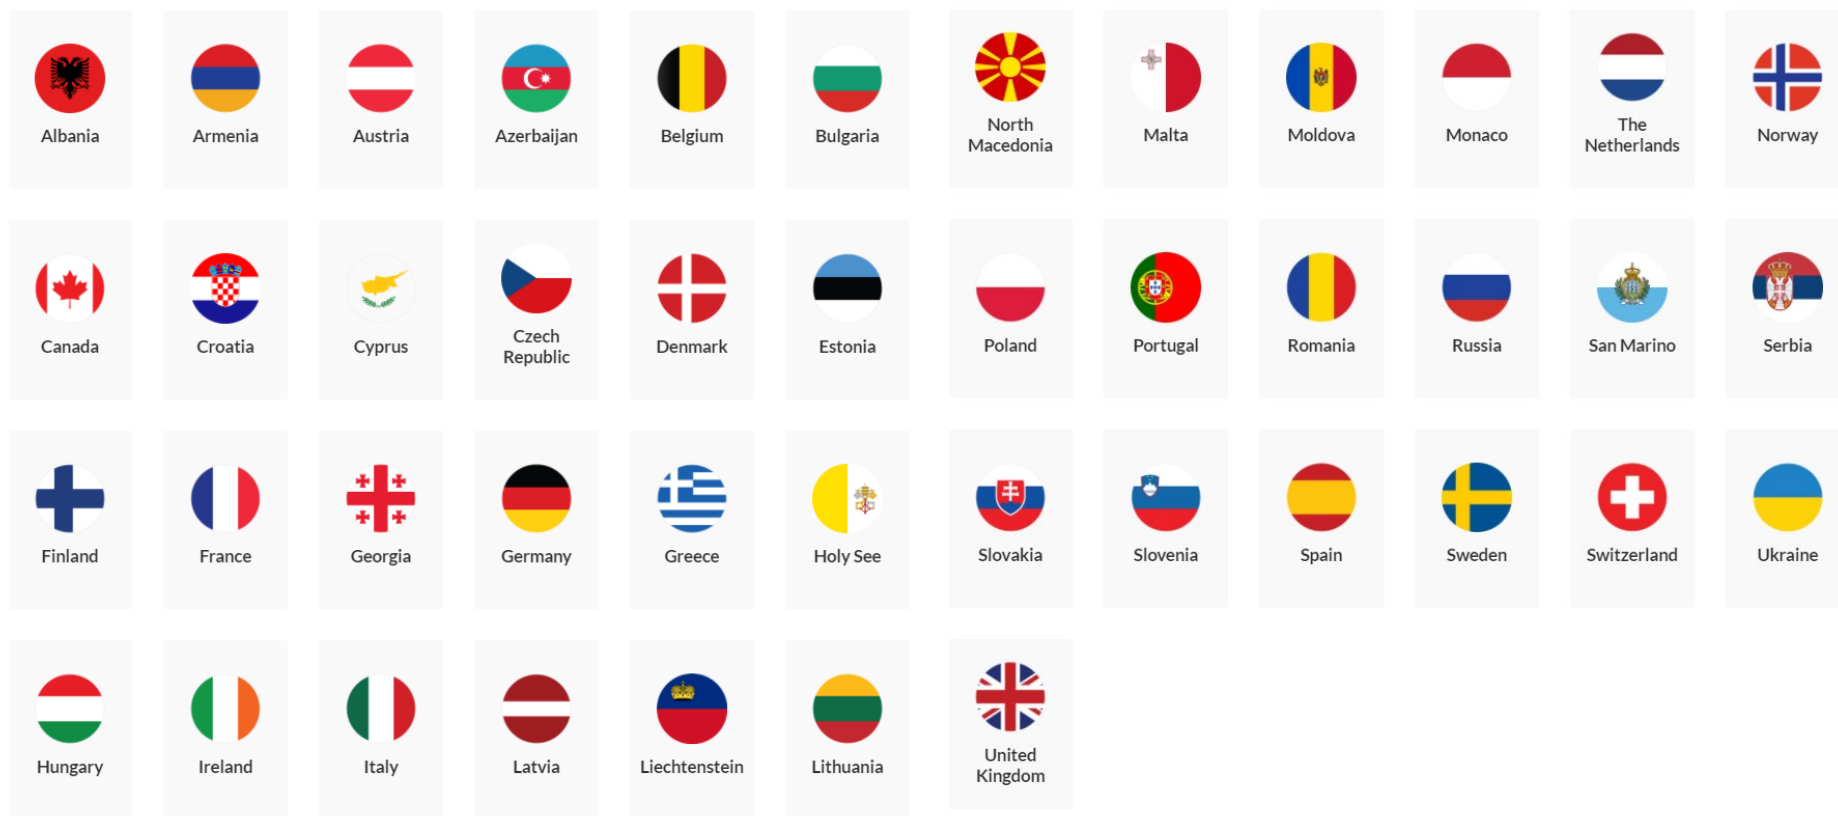 Albania
Armenia
Austria
Azerbaijan
Belgium
Bulgaria
North
Macedonia
Malta
Moldova
Monaco
The
Netherlands
Norway
Canada
Croatia
Cyprus
Czech
Republic
Denmark
Estonia
Poland
Portugal
Romania
Russia
San Marino
Serbia
Finland
France
Georgia
Germany
Greece
Holy See
Slovakia
Slovenia
Spain
Sweden
Switzerland
Ukraine
Hungary
Ireland
Italy
Latvia
Liechtenstein
Lithuania
United
Kingdom